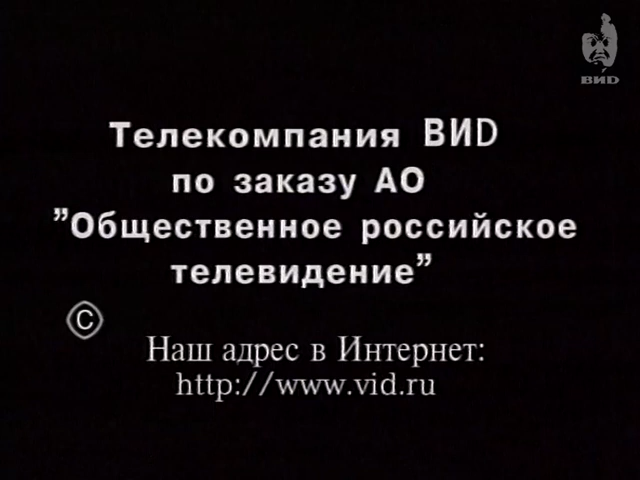 ВИD
Телекомпания ВИD
по заказу АО
"Общественное российское
телевидение"
©
Наш адрес в Интернет:
http://www.vid.ru